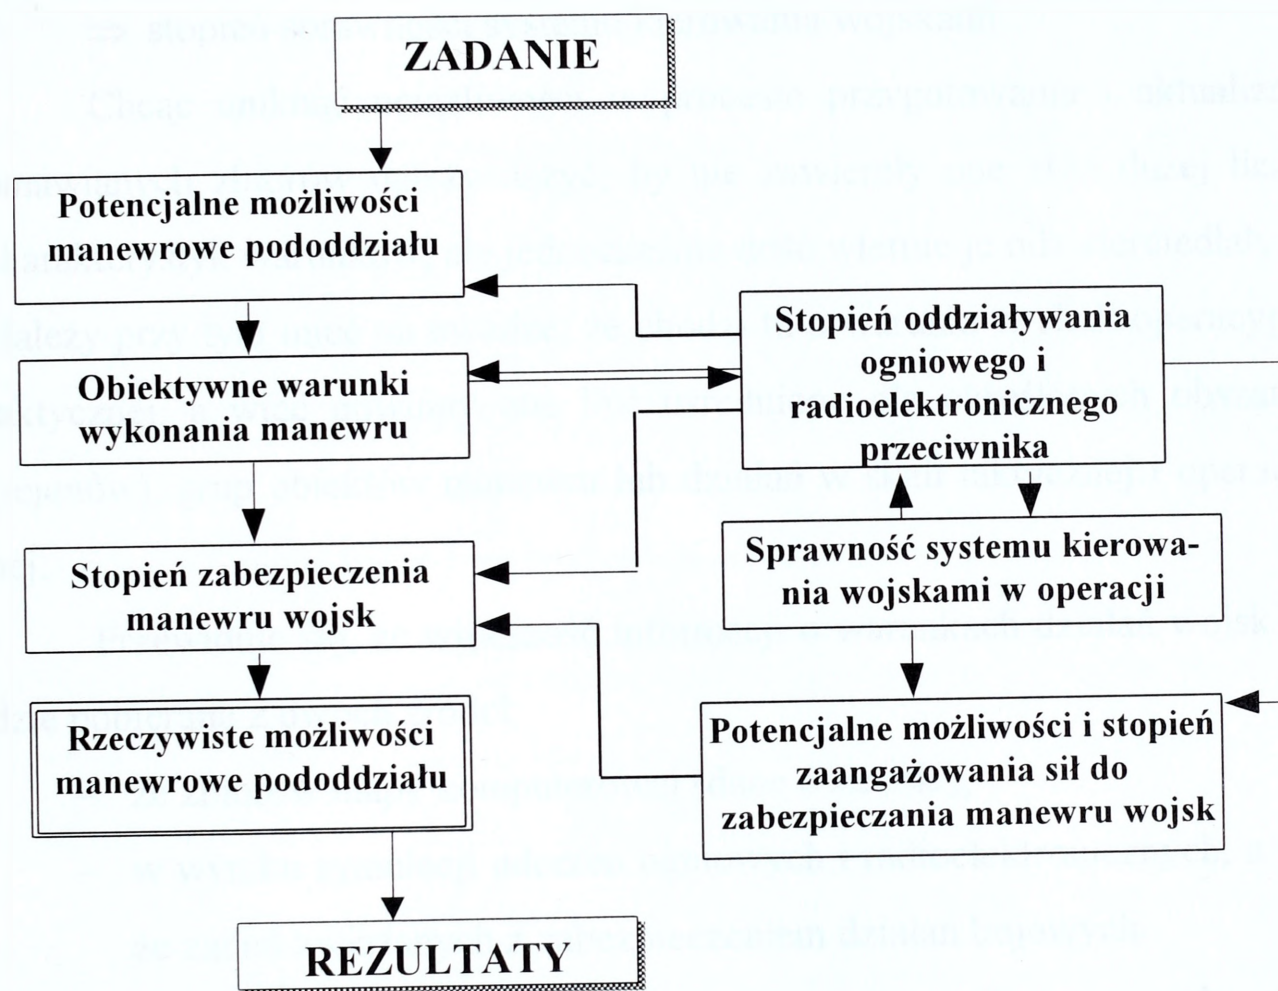 ZADANIE
Potencjalne możliwości
manewrowe pododdziału
Obiektywne warunki
wykonania manewru
Stopień zabezpieczenia
manewru wojsk
Rzeczywiste możliwości
manewrowe pododdziału
REZULTATY
Stopień oddziaływania
ogniowego i
radioelektronicznego
przeciwnika
Sprawność systemu kierowa-
nia wojskami w operacji
Potencjalne możliwości i stopień
zaangażowania sił do
zabezpieczania manewru wojsk